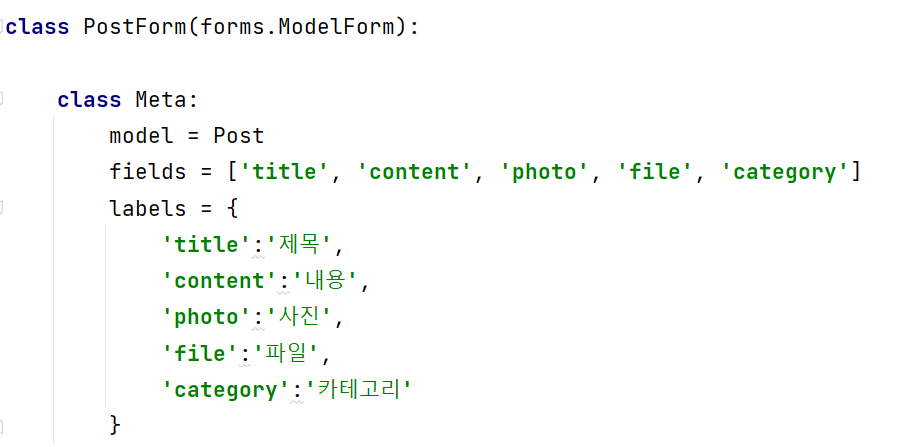 class PostForm(forms.ModelForm):
class Meta:
model = Post
fields = ['title', 'content', 'photo', 'file', 'category']
labels = {
'title':'제목',
'content':'내용',
'photo':'사진',
'file':'파일',
'category':'카테고리'
}